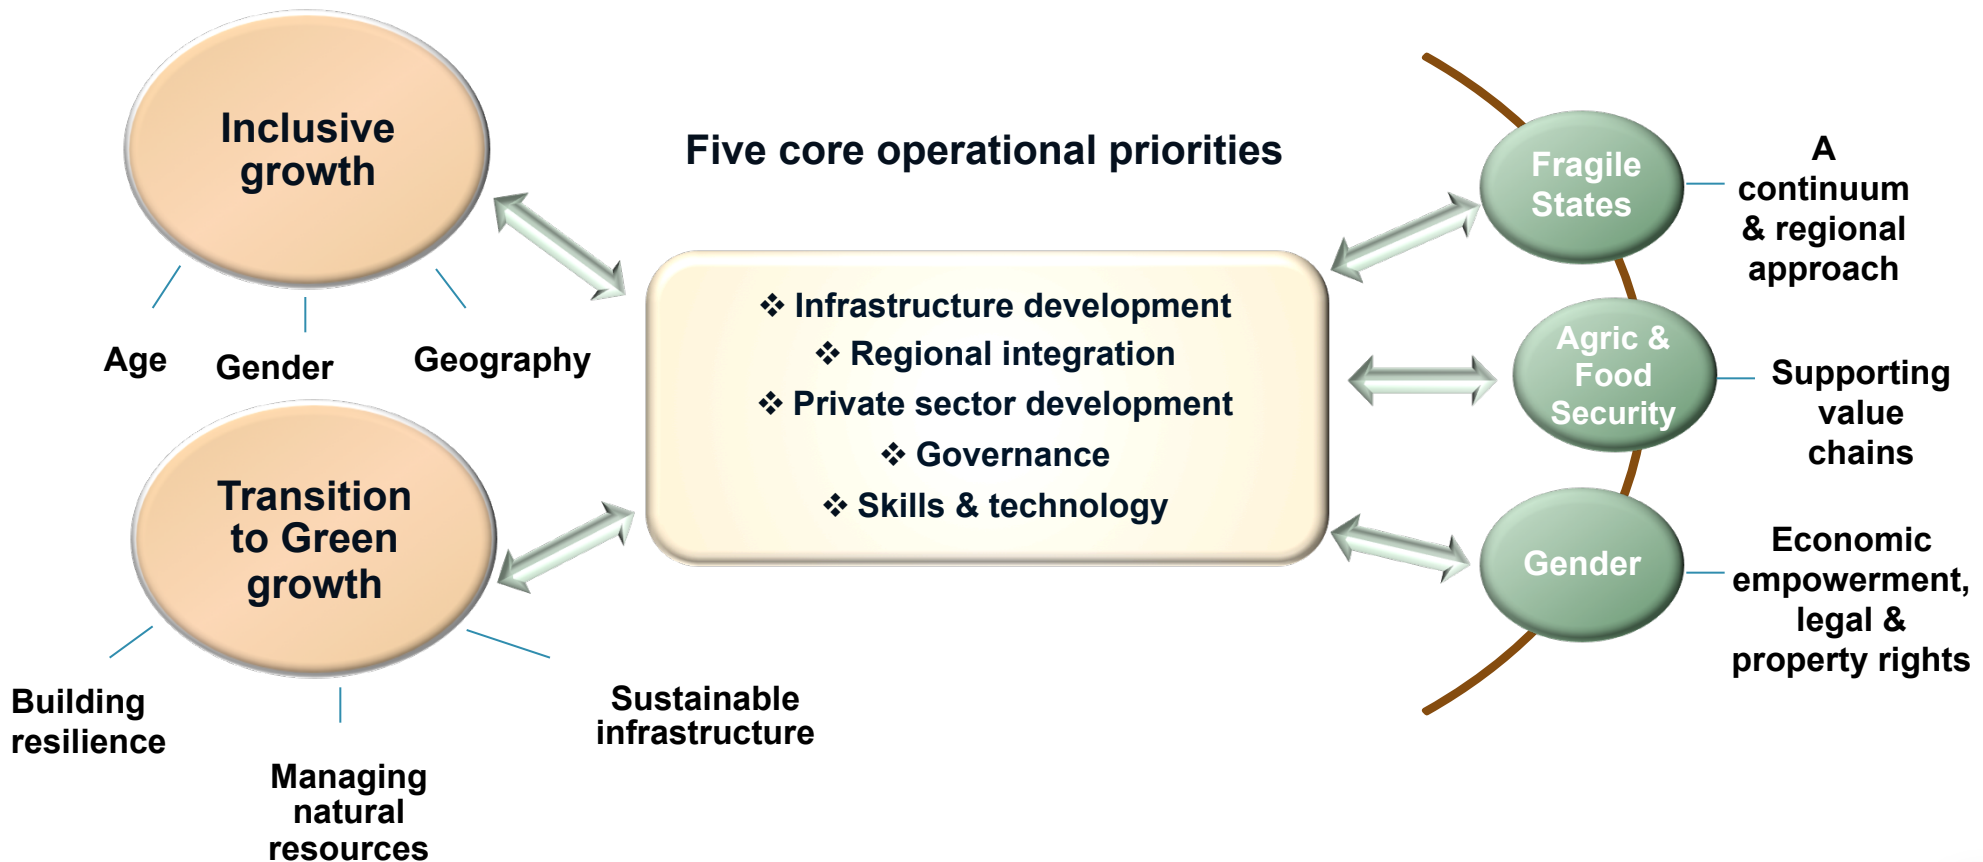 Inclusive
growth
Age
Gender
Geography
Transition
to Green
growth
Building
resilience
Managing
natural
resources
Sustainable
infrastructure
Five core operational priorities
❖ Infrastructure development
❖ Regional integration
❖ Private sector development
❖ Governance
❖ Skills & technology
Fragile
States
A
continuum
& regional
approach
Agric &
Food
Security
Supporting
value
chains
Gender
Economic
empowerment,
legal &
property rights